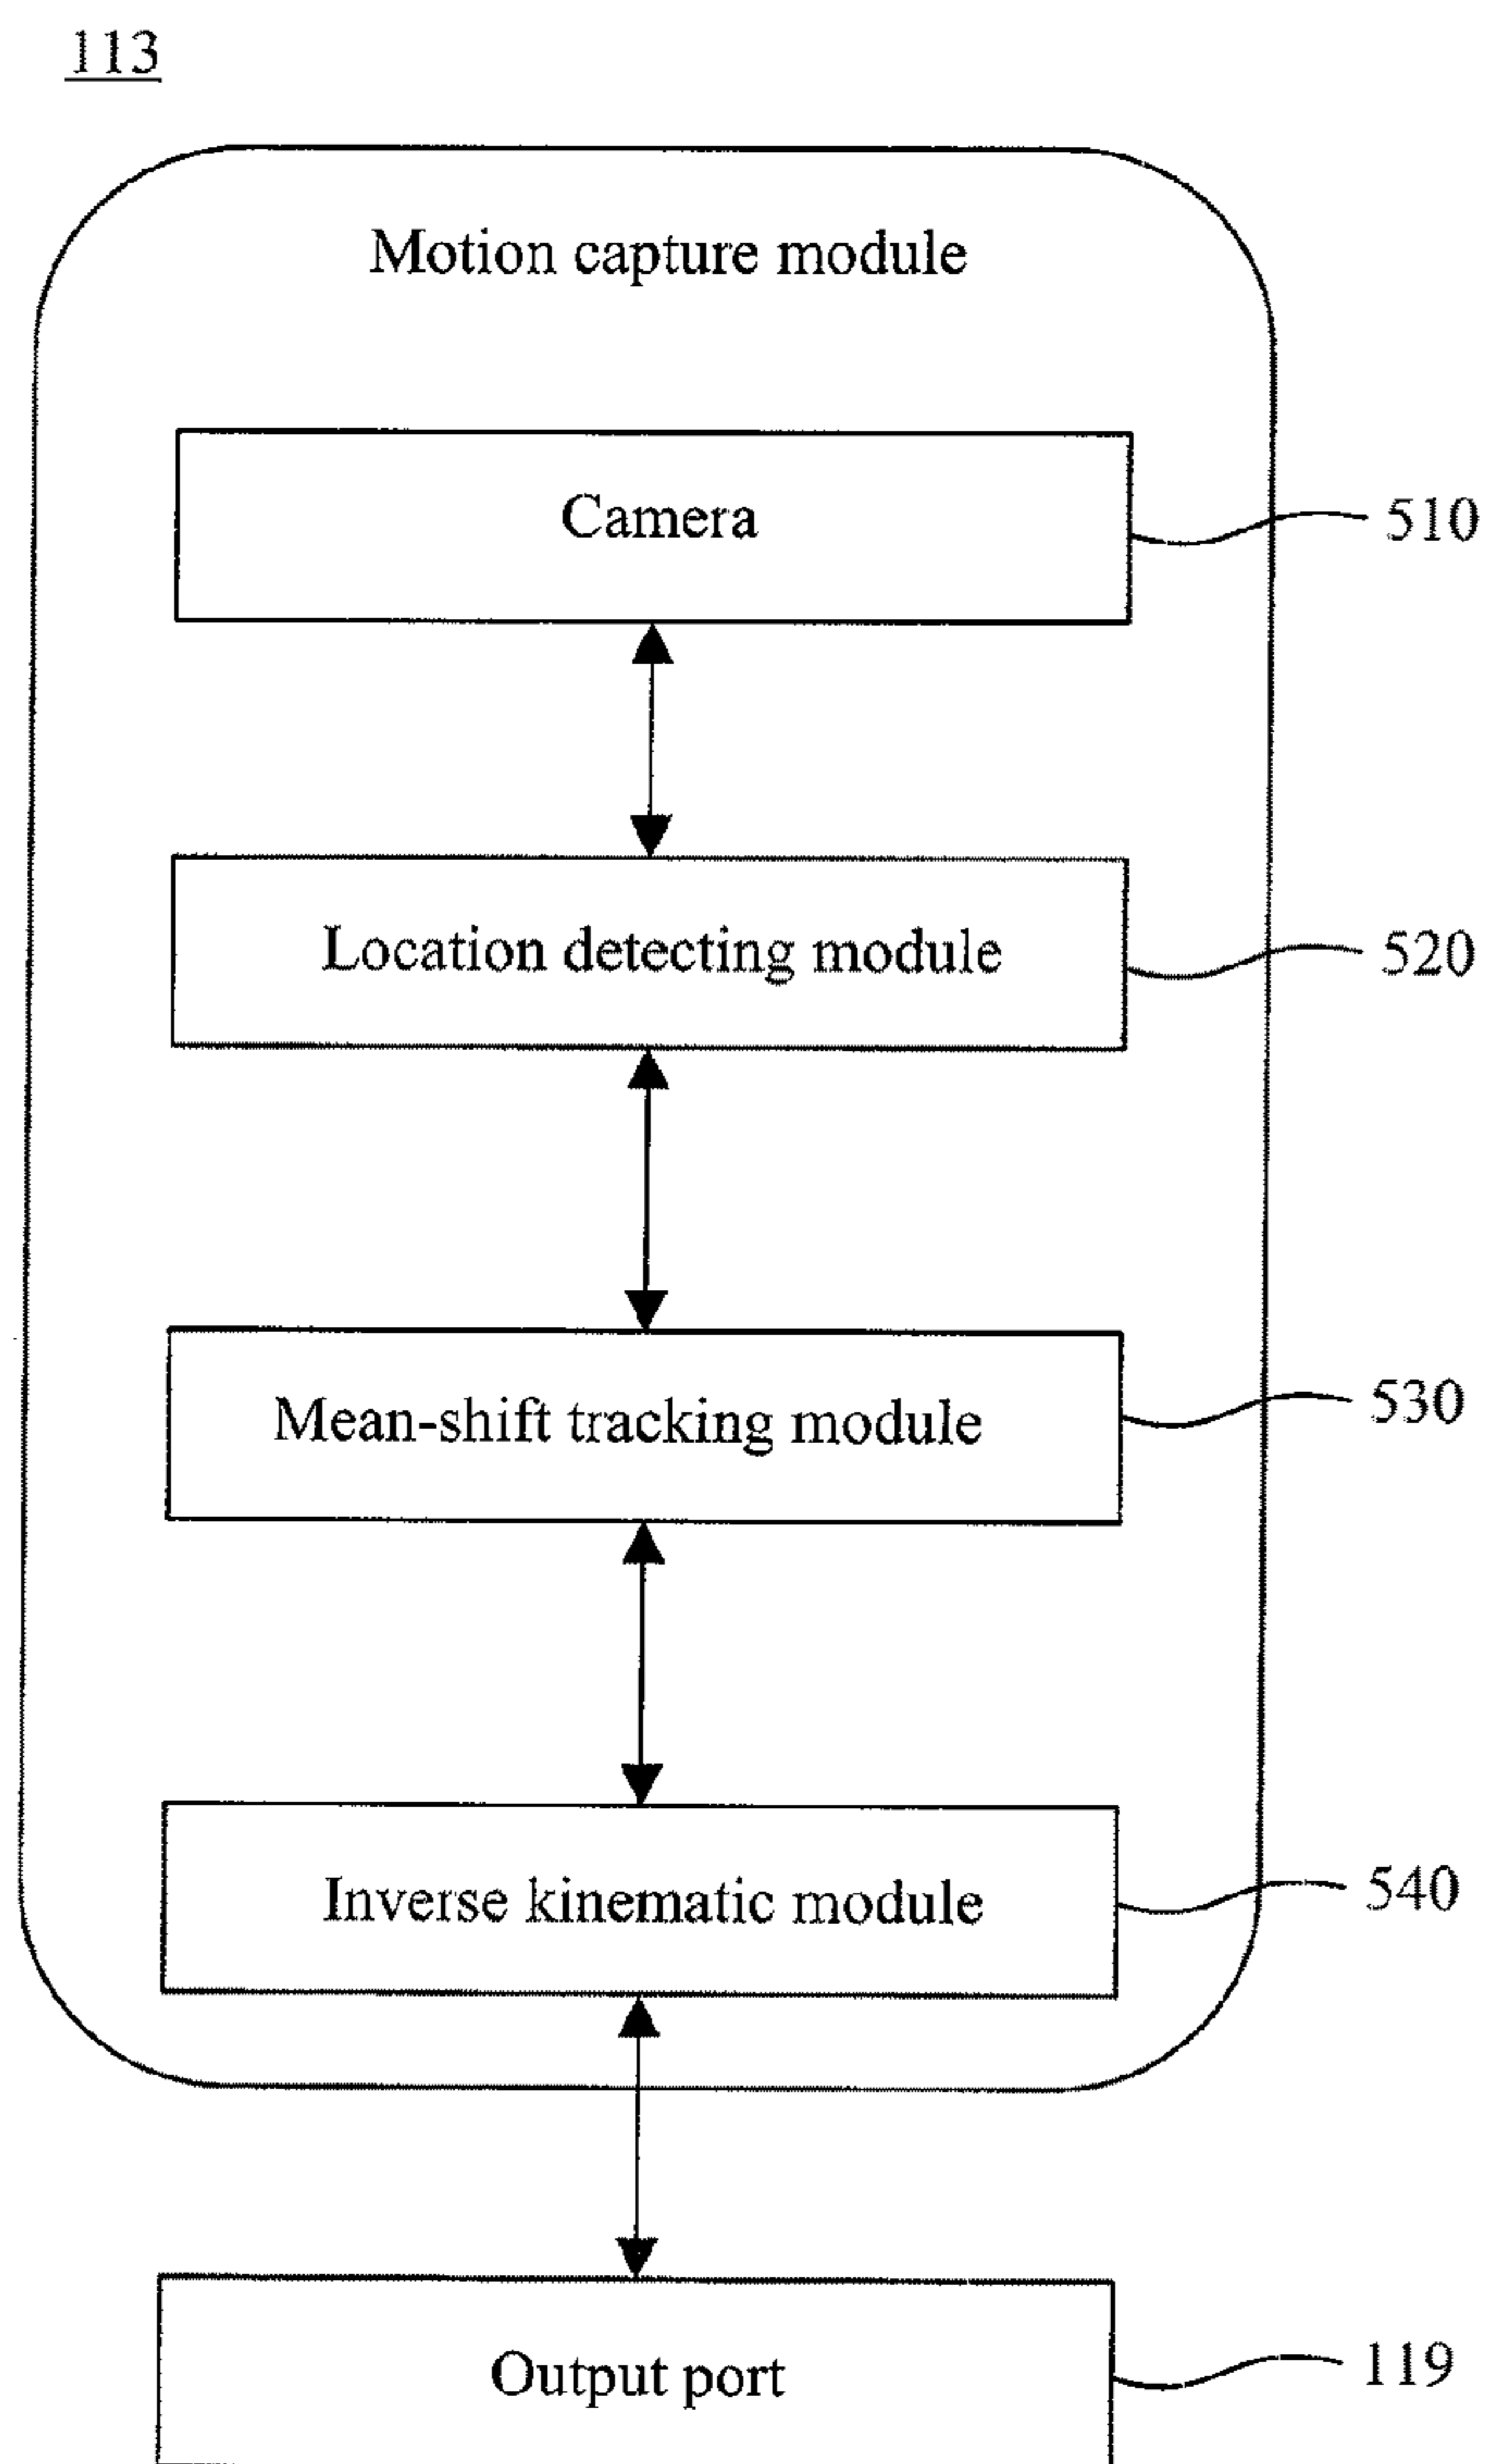 113
Motion capture module
Camera
510
Location detecting module
520
Mean-shift tracking module
530
Inverse kinematic module
540
Output port
119